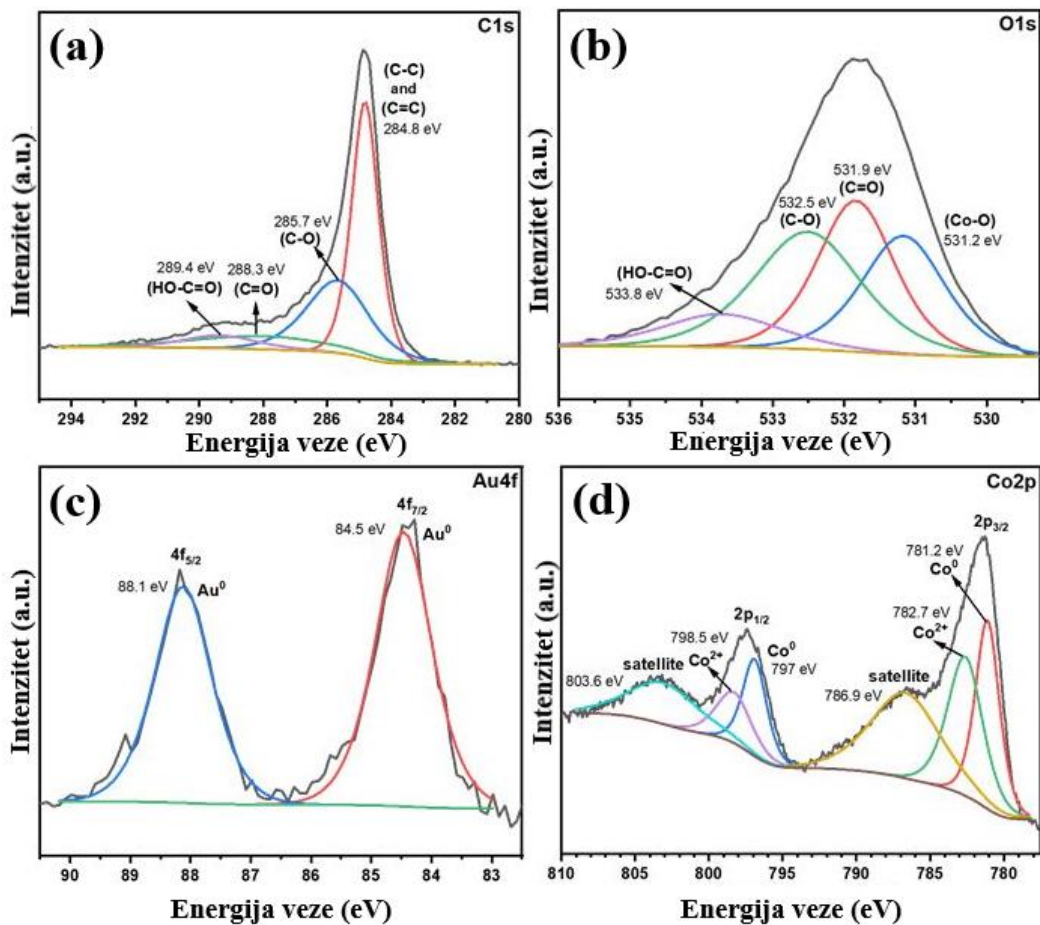 (a)
C1s
(C-C)
and
(C=C)
284.8 eV
285.7 eV
(C-O)
289.4 eV
288.3 eV
(HO-C=O)
(C=O)
Intenzitet (a.u.)
294 292 290 288 286 284 282 280
Energija veze (eV)
(b)
O1s
531.9 eV
(C=O)
532.5 eV
(C-O)
(Co-O)
531.2 eV
(HO-C=O)
533.8 eV
Intenzitet (a.u.)
536 535 534 533 532 531 530
Energija veze (eV)
(c)
Au4f
4f7/2
84.5 eV
Au0
4f5/2
88.1 eV
Au0
Intenzitet (a.u.)
90 89 88 87 86 85 84 83
Energija veze (eV)
(d)
Co2p
2p3/2
781.2 eV
Co0
782.7 eV
Co2+
2p1/2
798.5 eV
Co0
satellite
Co2+
797 eV
803.6 eV
satellite
786.9 eV
Intenzitet (a.u.)
810 805 800 795 790 785 780
Energija veze (eV)